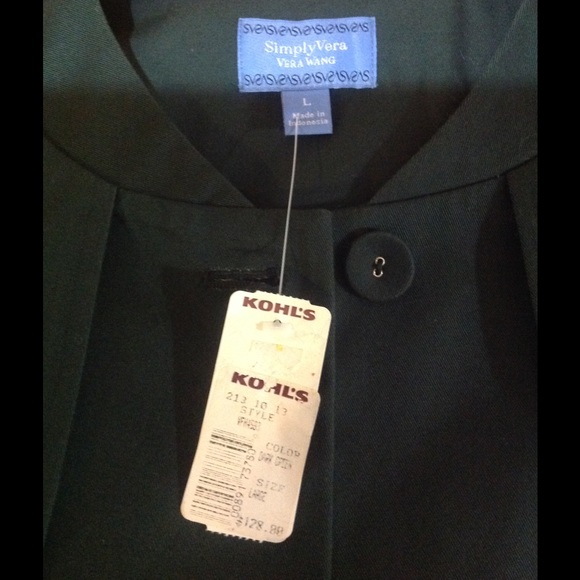 SimplyVera
VERA WANG
L
Made in
Indonesia
KOHL'S
KOHL'S
213 10 13
STYLE
COLOR
DARK GREEN
SIZE
LARGE
$128.00